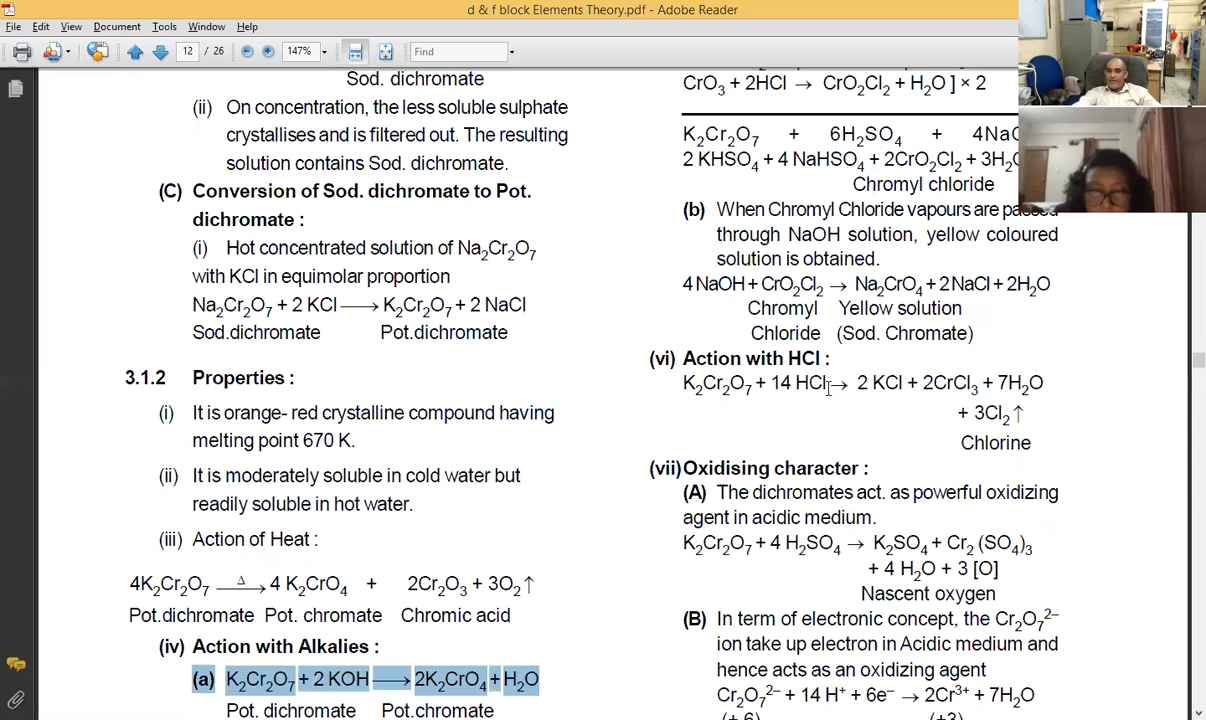 d & f block Elements Theory.pdf - Adobe Reader
File Edit View Document Tools Window Help
12 / 26 147% Find
Sod. dichromate
(ii) On concentration, the less soluble sulphate
crystallises and is filtered out. The resulting
solution contains Sod. dichromate.
(C) Conversion of Sod. dichromate to Pot.
dichromate :
(i) Hot concentrated solution of Na₂Cr₂O₇
with KCl in equimolar proportion
Na₂Cr₂O₇ + 2 KCl ⟶ K₂Cr₂O₇ + 2 NaCl
Sod.dichromate Pot.dichromate
3.1.2 Properties :
(i) It is orange- red crystalline compound having
melting point 670 K.
(ii) It is moderately soluble in cold water but
readily soluble in hot water.
(iii) Action of Heat :
4K₂Cr₂O₇ —Δ→ 4 K₂CrO₄ + 2Cr₂O₃ + 3O₂ ↑
Pot.dichromate Pot. chromate Chromic acid
(iv) Action with Alkalies :
(a) K₂Cr₂O₇ + 2 KOH ⟶ 2K₂CrO₄ + H₂O
Pot. dichromate Pot.chromate
CrO₃ + 2HCl → CrO₂Cl₂ + H₂O ] × 2
K₂Cr₂O₇ + 6H₂SO₄ + 4NaC
2 KHSO₄ + 4 NaHSO₄ + 2CrO₂Cl₂ + 3H₂
Chromyl chloride
(b) When Chromyl Chloride vapours are passed
through NaOH solution, yellow coloured
solution is obtained.
4 NaOH + CrO₂Cl₂ → Na₂CrO₄ + 2NaCl + 2H₂O
Chromyl Yellow solution
Chloride (Sod. Chromate)
(vi) Action with HCl :
K₂Cr₂O₇ + 14 HCl → 2 KCl + 2CrCl₃ + 7H₂O
+ 3Cl₂ ↑
Chlorine
(vii) Oxidising character :
(A) The dichromates act. as powerful oxidizing
agent in acidic medium.
K₂Cr₂O₇ + 4 H₂SO₄ → K₂SO₄ + Cr₂ (SO₄)₃
+ 4 H₂O + 3 [O]
Nascent oxygen
(B) In term of electronic concept, the Cr₂O₇²⁻
ion take up electron in Acidic medium and
hence acts as an oxidizing agent
Cr₂O₇²⁻ + 14 H⁺ + 6e⁻ → 2Cr³⁺ + 7H₂O
(+ 6) (+3)